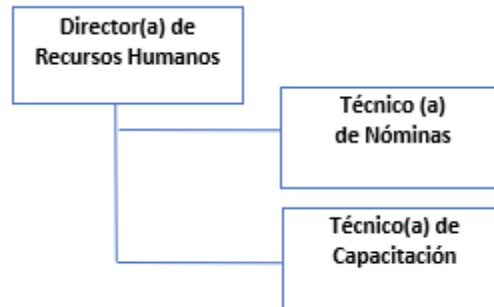 Director(a) de
Recursos Humanos
Técnico (a)
de Nóminas
Técnico(a) de
Capacitación